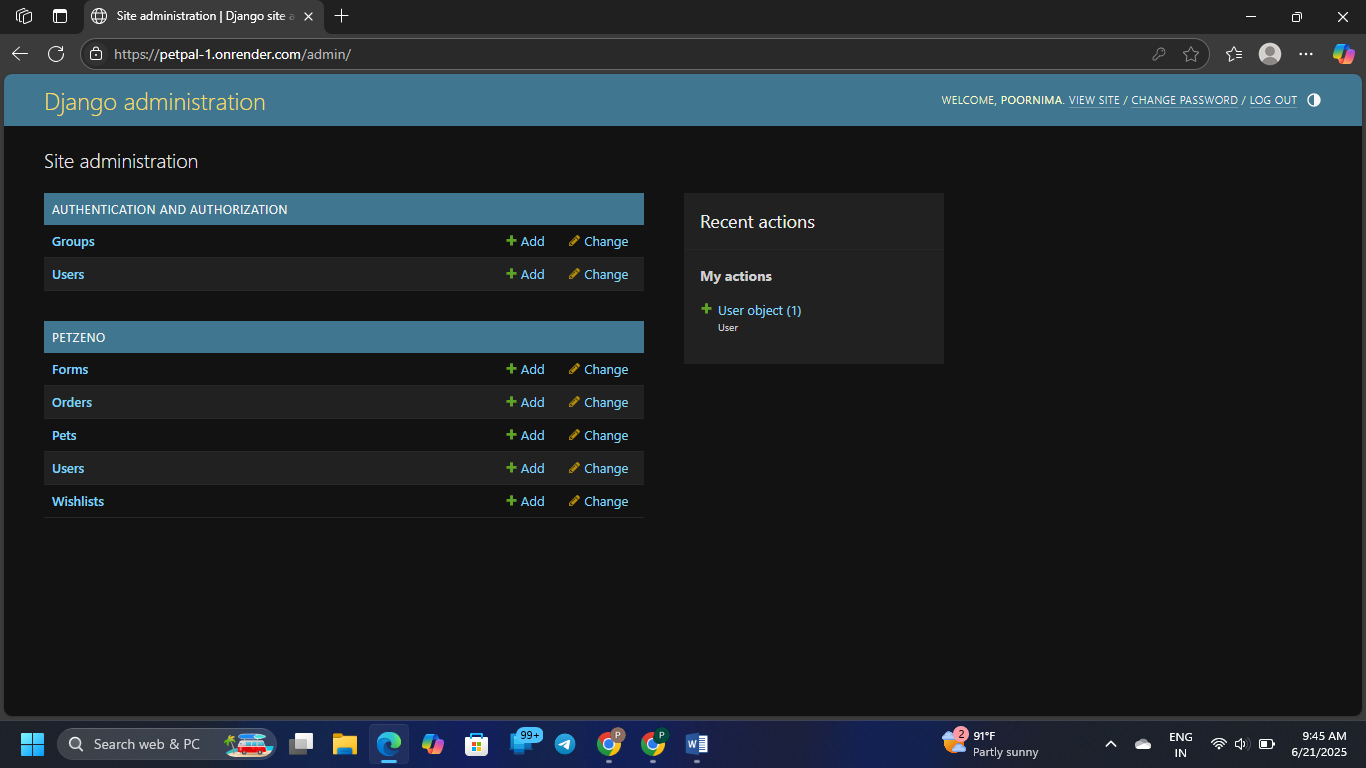 Site administration | Django site a
https://petpal-1.onrender.com/admin/
Django administration
WELCOME, POORNIMA. VIEW SITE / CHANGE PASSWORD / LOG OUT
Site administration
AUTHENTICATION AND AUTHORIZATION
Groups Add Change
Users Add Change
PETZENO
Forms Add Change
Orders Add Change
Pets Add Change
Users Add Change
Wishlists Add Change
Recent actions
My actions
User object (1)
User
Search web & PC
99+
P
P
W
2
91°F
Partly sunny
ENG
IN
9:45 AM
6/21/2025